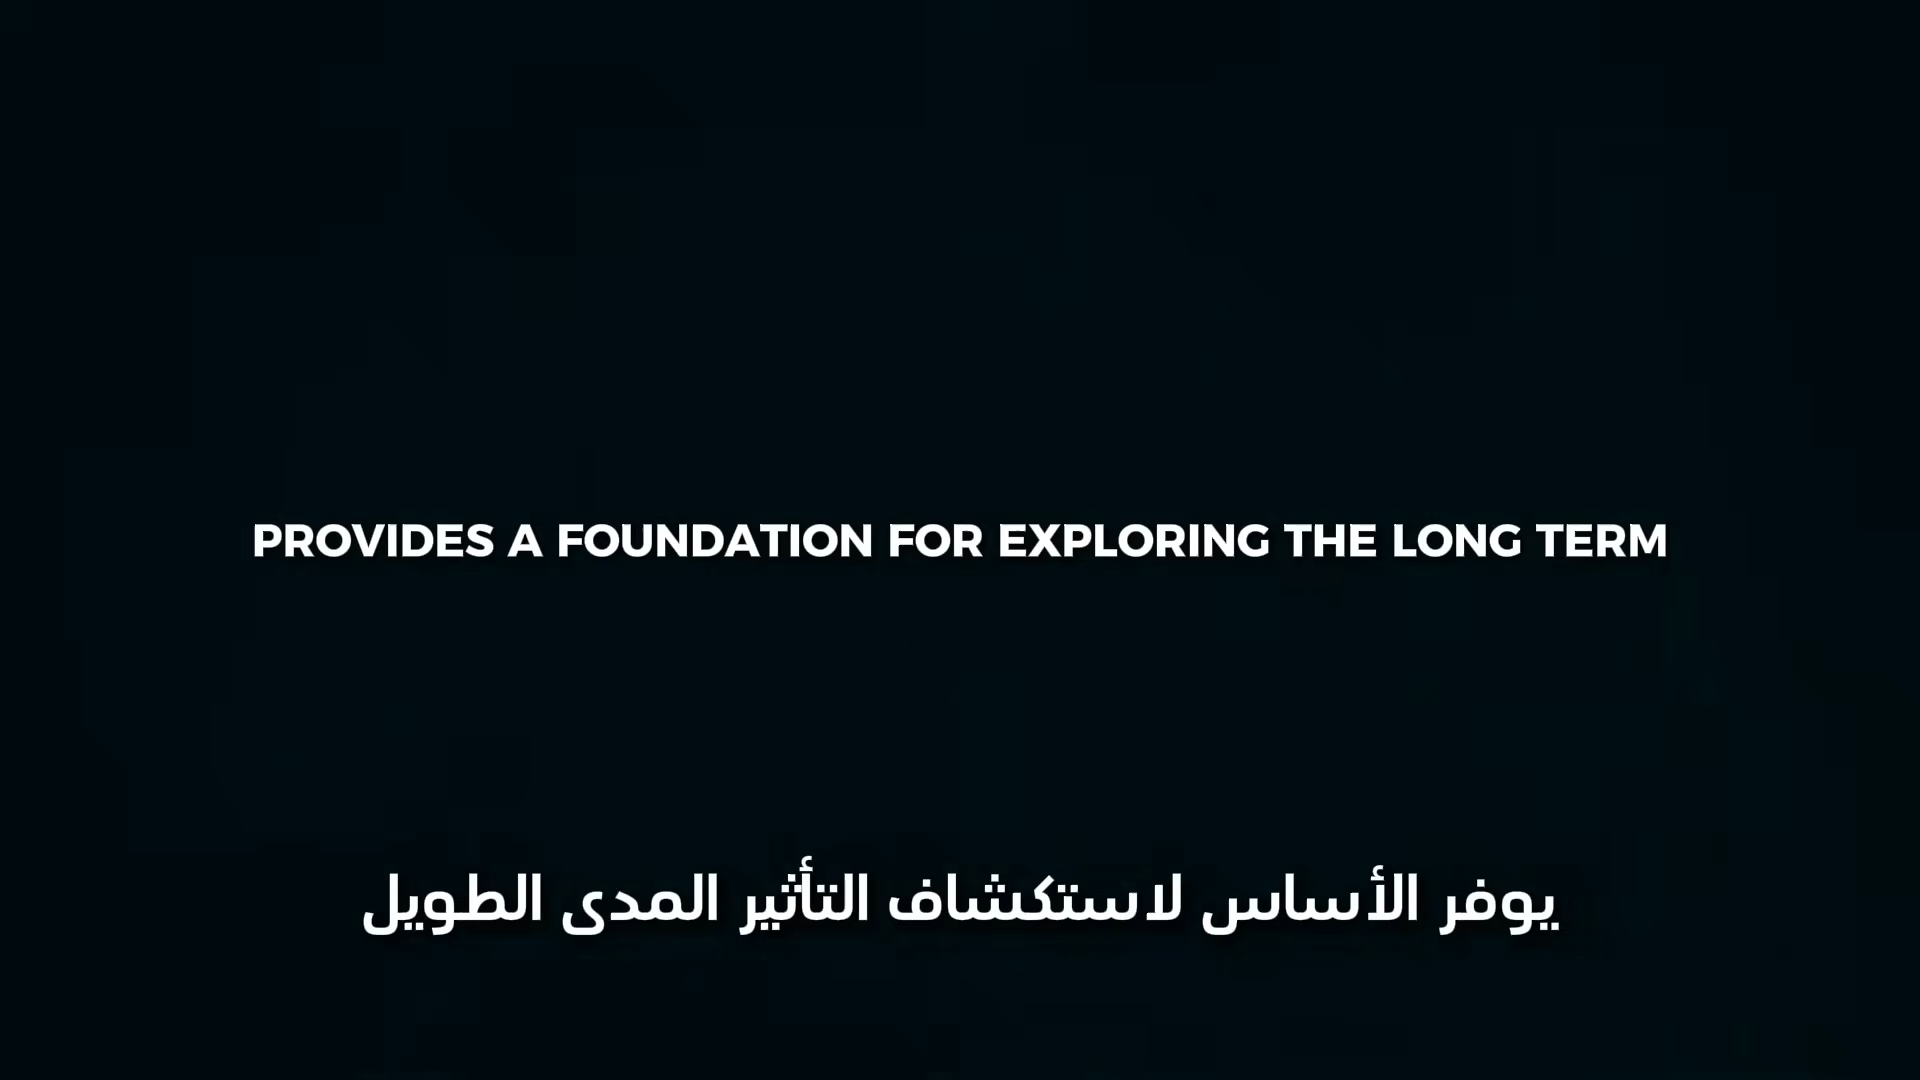 PROVIDES A FOUNDATION FOR EXPLORING THE LONG TERM
يوفر الأساس لاستكشاف التأثير المدى الطويل